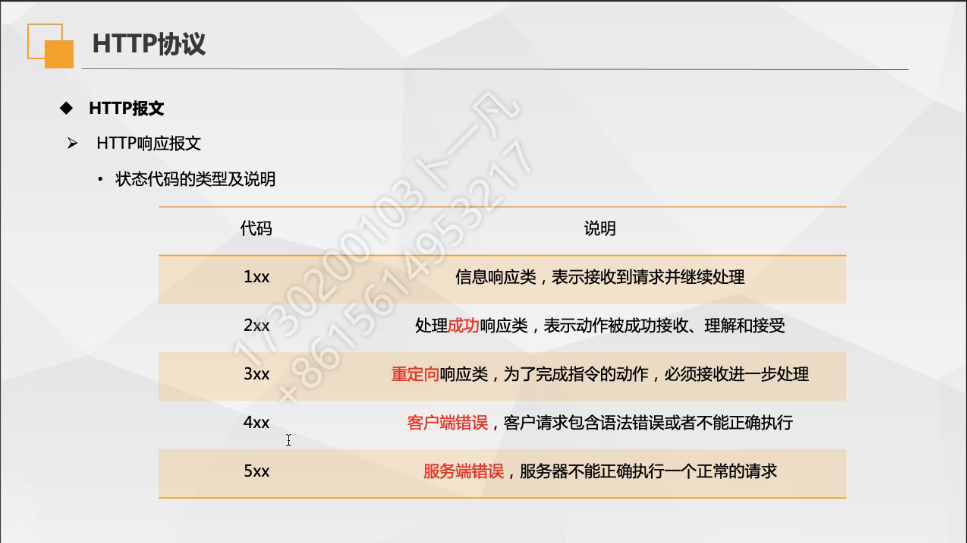 HTTP协议
◆ HTTP报文
➢ HTTP响应报文
• 状态代码的类型及说明
代码 说明
1xx 信息响应类，表示接收到请求并继续处理
2xx 处理成功响应类，表示动作被成功接收、理解和接受
3xx 重定向响应类，为了完成指令的动作，必须接收进一步处理
4xx 客户端错误，客户请求包含语法错误或者不能正确执行
5xx 服务端错误，服务器不能正确执行一个正常的请求
1730200103卜一凡
+8615614953217